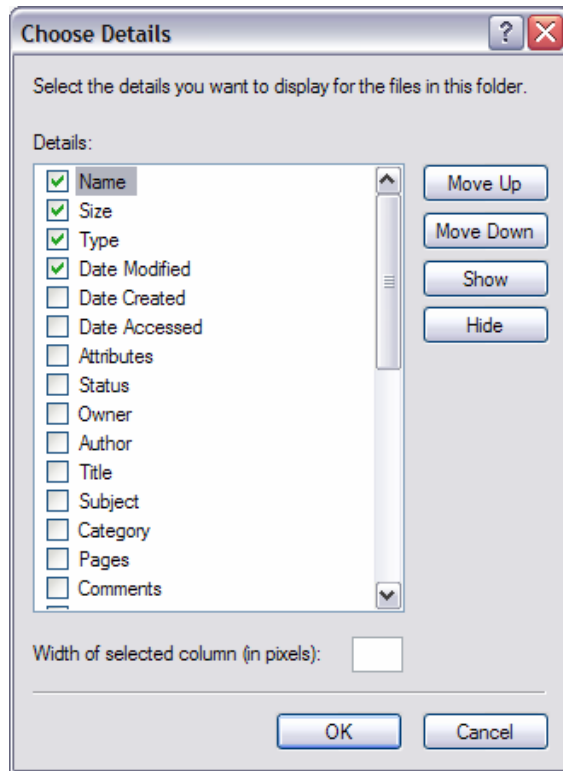 Choose Details
?
Select the details you want to display for the files in this folder.
Details:
Name
Size
Type
Date Modified
Date Created
Date Accessed
Attributes
Status
Owner
Author
Title
Subject
Category
Pages
Comments
Move Up
Move Down
Show
Hide
Width of selected column (in pixels):
OK
Cancel